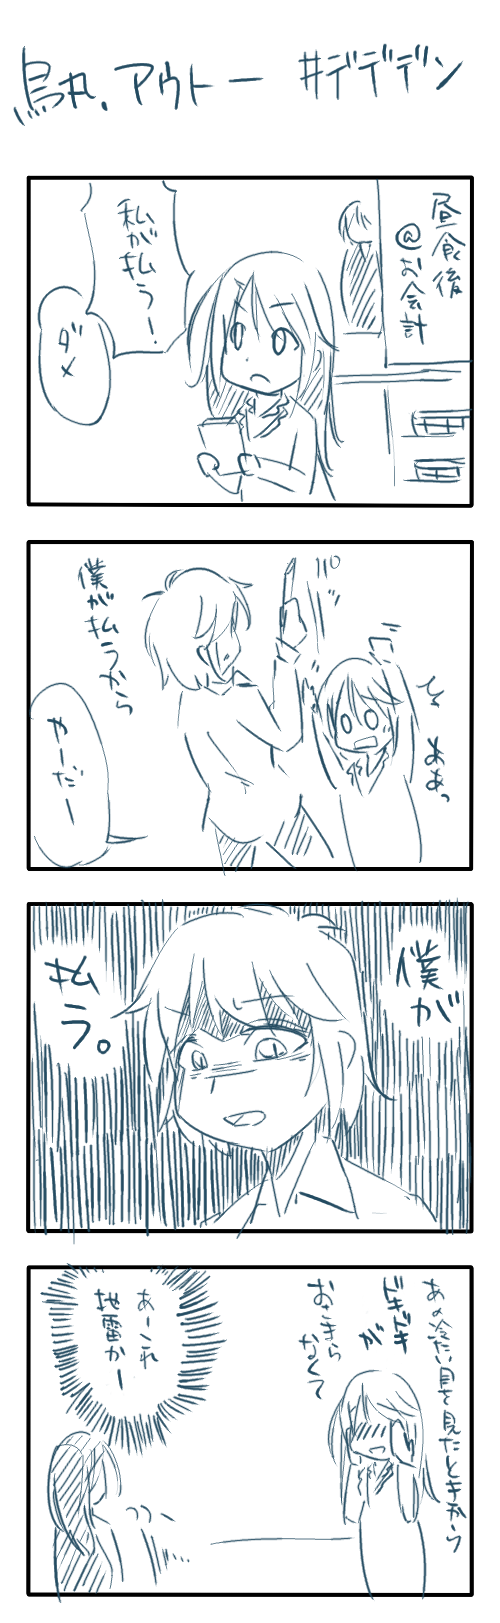 烏丸、アウトー #デデデン
昼食後
@お会計
私が払う!
ダメ
パッ
ああっ
僕が払うから
やーだー
僕が
払う。
あの冷たい目を見たときから
ドキドキ
が
おさまら
なくて
あーこれ
地雷かー